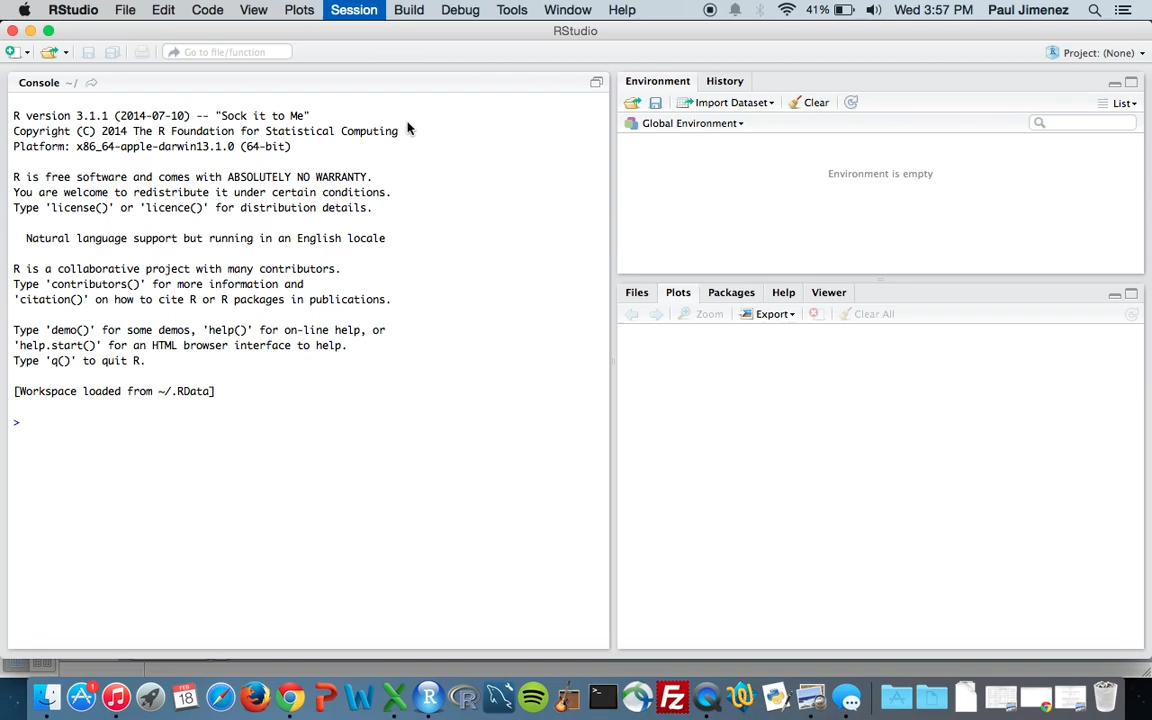 RStudio File Edit Code View Plots Session Build Debug Tools Window Help 41% Wed 3:57 PM Paul Jimenez
RStudio
Go to file/function Project: (None)
Console ~/
R version 3.1.1 (2014-07-10) -- "Sock it to Me"
Copyright (C) 2014 The R Foundation for Statistical Computing
Platform: x86_64-apple-darwin13.1.0 (64-bit)
R is free software and comes with ABSOLUTELY NO WARRANTY.
You are welcome to redistribute it under certain conditions.
Type 'license()' or 'licence()' for distribution details.
Natural language support but running in an English locale
R is a collaborative project with many contributors.
Type 'contributors()' for more information and
'citation()' on how to cite R or R packages in publications.
Type 'demo()' for some demos, 'help()' for on-line help, or
'help.start()' for an HTML browser interface to help.
Type 'q()' to quit R.
[Workspace loaded from ~/.RData]
>
Environment History
Import Dataset Clear List
Global Environment
Environment is empty
Files Plots Packages Help Viewer
Zoom Export Clear All
1 FEB 18 P W X R R Fz